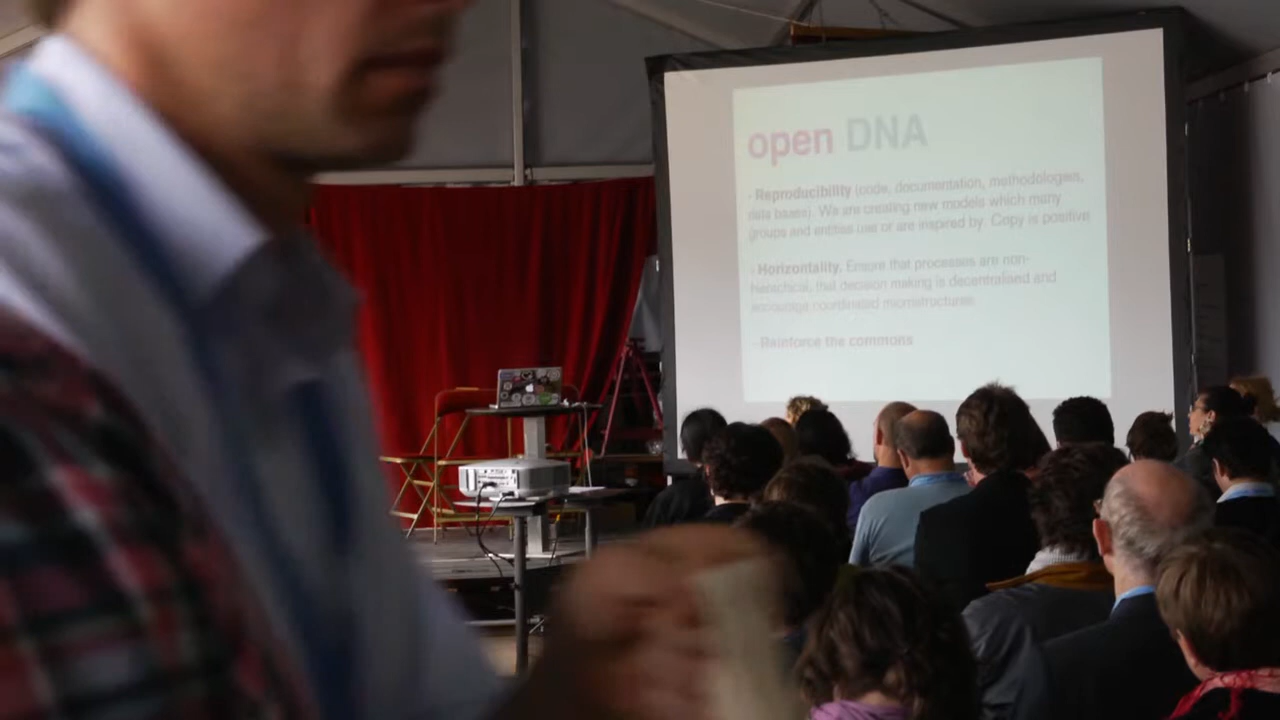 open DNA
- Reproducibility (code, documentation, methodologies,
data bases). We are creating new models which many
groups and entities use or are inspired by. Copy is positive
- Horizontality. Ensure that processes are non-
hierachical, that decision making is decentralised and
encourage coordinated microstructures.
- Reinforce the commons